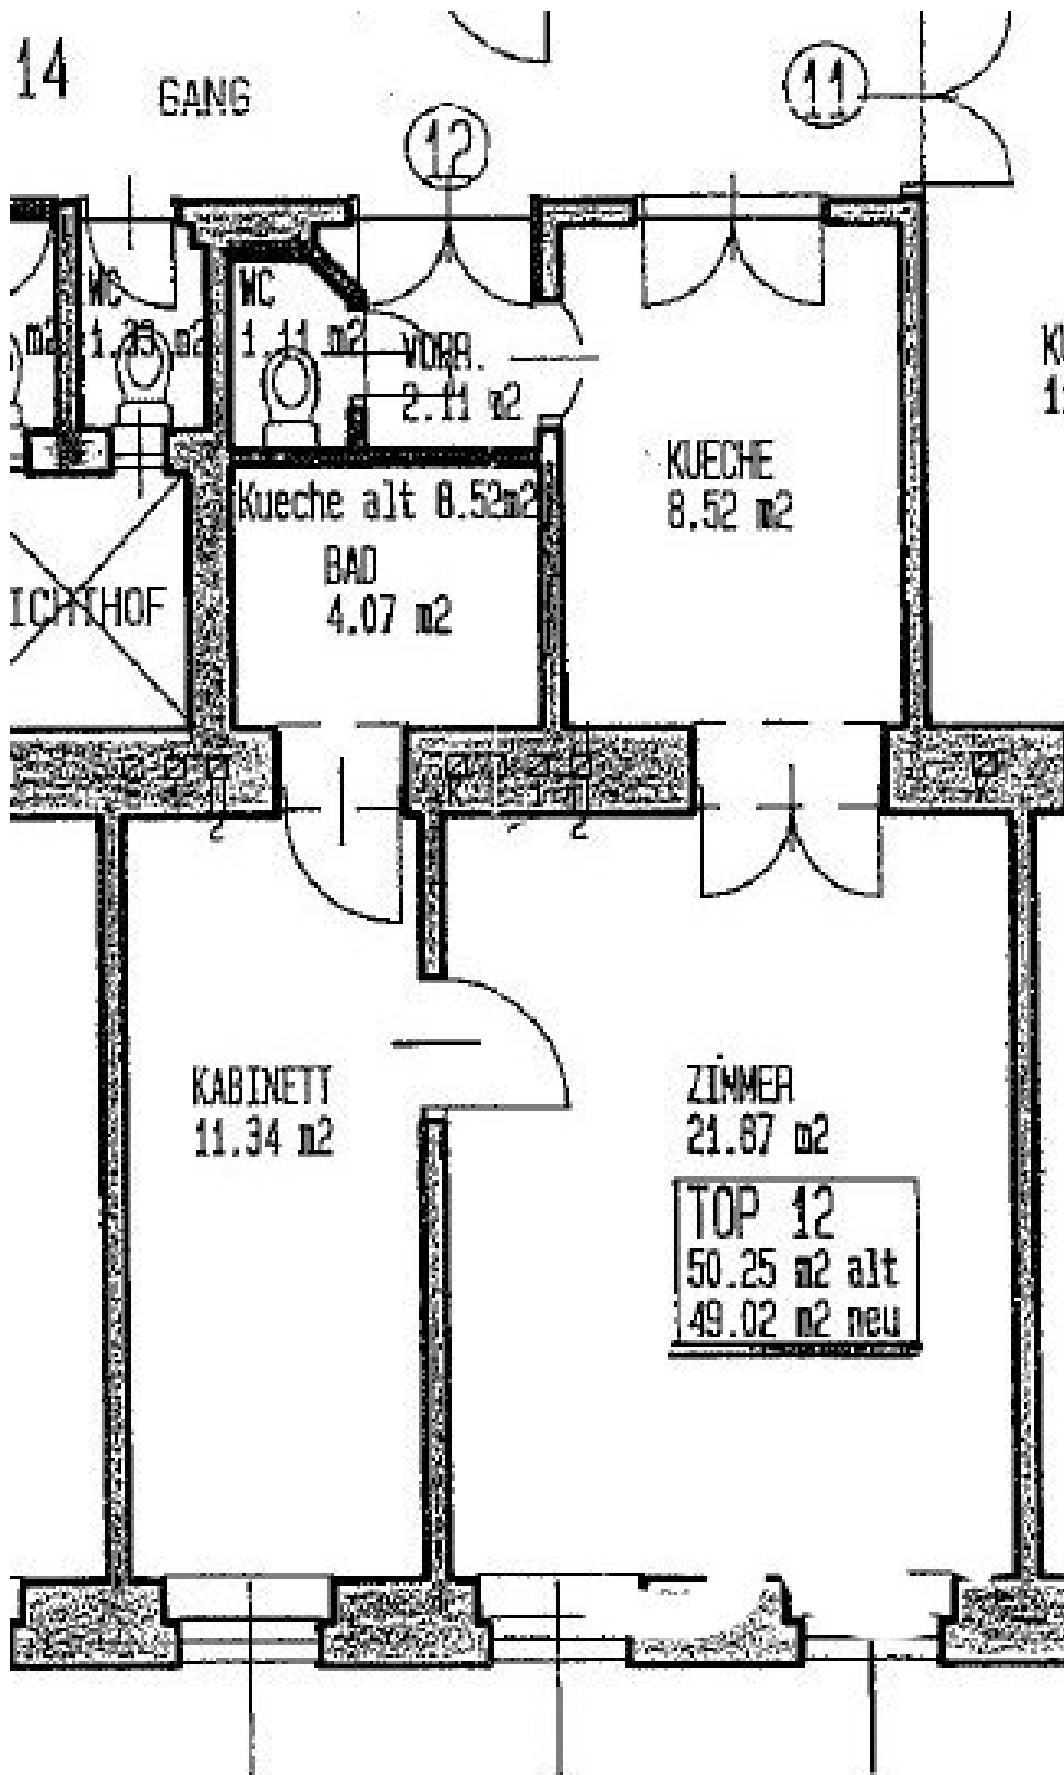 14
GANG
12
11
WC
WC
1.11 m2
m2
VORR.
2.11 m2
KUECHE
8.52 m2
Kueche alt 8.52m2
BAD
4.07 m2
ICHTHOF
KABINETT
11.34 m2
ZIMMER
21.87 m2
TOP 12
50.25 m2 alt
49.02 m2 neu